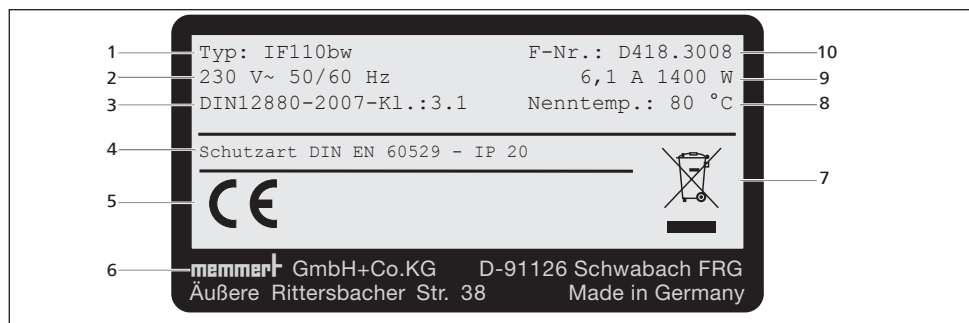 1 Typ: IF110bw F-Nr.: D418.3008 10
2 230 V~ 50/60 Hz 6,1 A 1400 W 9
3 DIN12880-2007-Kl.:3.1 Nenntemp.: 80 °C 8
4 Schutzart DIN EN 60529 - IP 20
7
5 CE
6 memmert GmbH+Co.KG D-91126 Schwabach FRG
Äußere Rittersbacher Str. 38 Made in Germany